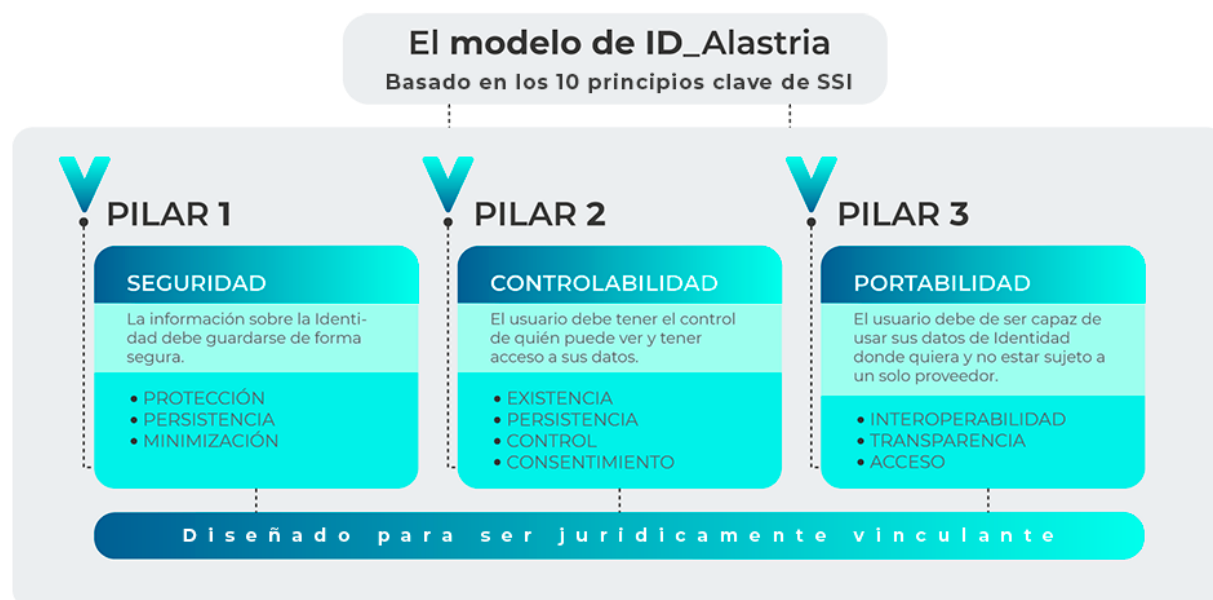 El modelo de ID_Alastria
Basado en los 10 principios clave de SSI
PILAR 1
SEGURIDAD
La información sobre la Identi-
dad debe guardarse de forma
segura.
• PROTECCIÓN
• PERSISTENCIA
• MINIMIZACIÓN
PILAR 2
CONTROLABILIDAD
El usuario debe tener el control
de quién puede ver y tener
acceso a sus datos.
• EXISTENCIA
• PERSISTENCIA
• CONTROL
• CONSENTIMIENTO
PILAR 3
PORTABILIDAD
El usuario debe de ser capaz de
usar sus datos de Identidad
donde quiera y no estar sujeto a
un solo proveedor.
• INTEROPERABILIDAD
• TRANSPARENCIA
• ACCESO
Diseñado para ser jurídicamente vinculante